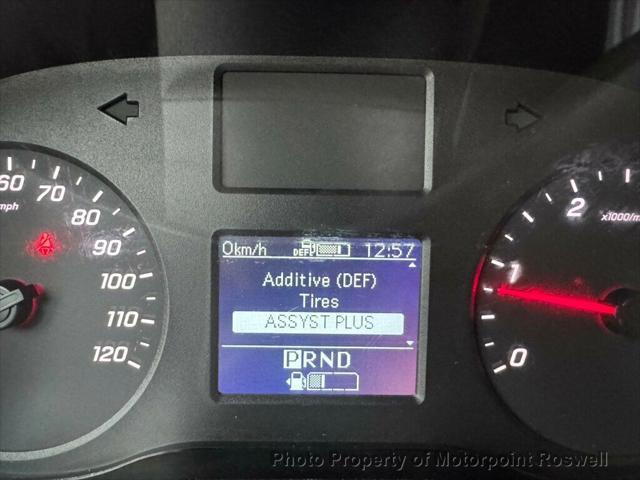 60
70
mph
80
90
100
110
120
0km/h DEF 12:57
Additive (DEF)
Tires
ASSYST PLUS
PRND
2
x1000/m
1
0
Photo Property of Motorpoint Roswell